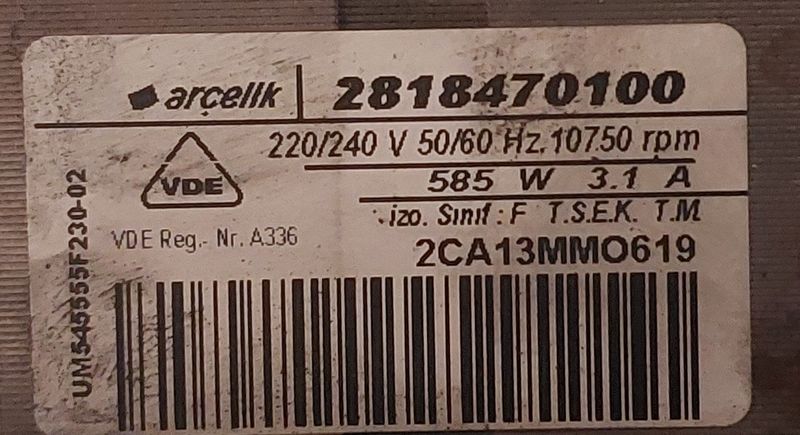 arcelik 2818470100
220/240 V 50/60 Hz. 10750 rpm
585 W 3.1 A
VDE
izo. Sınıf : F T.S.E.K. T.M
VDE Reg.- Nr. A336
2CA13MMO619
UM545555F230-02